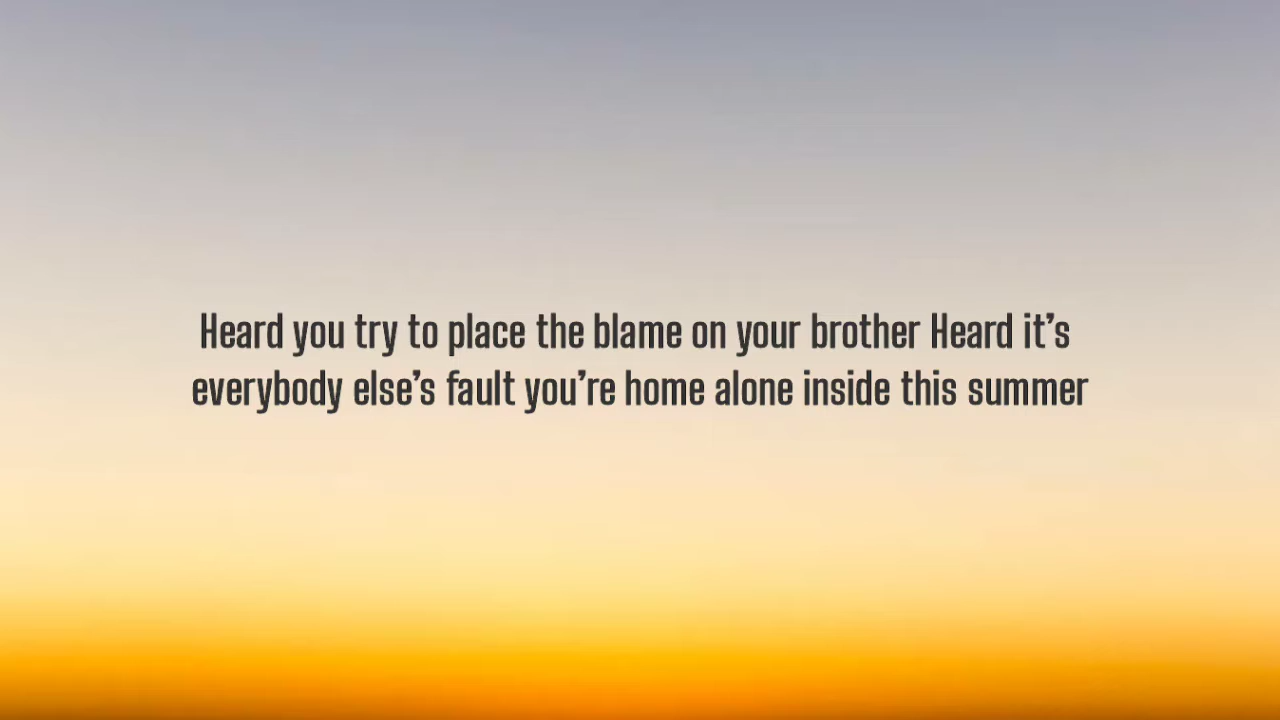 Heard you try to place the blame on your brother Heard it’s
everybody else’s fault you’re home alone inside this summer